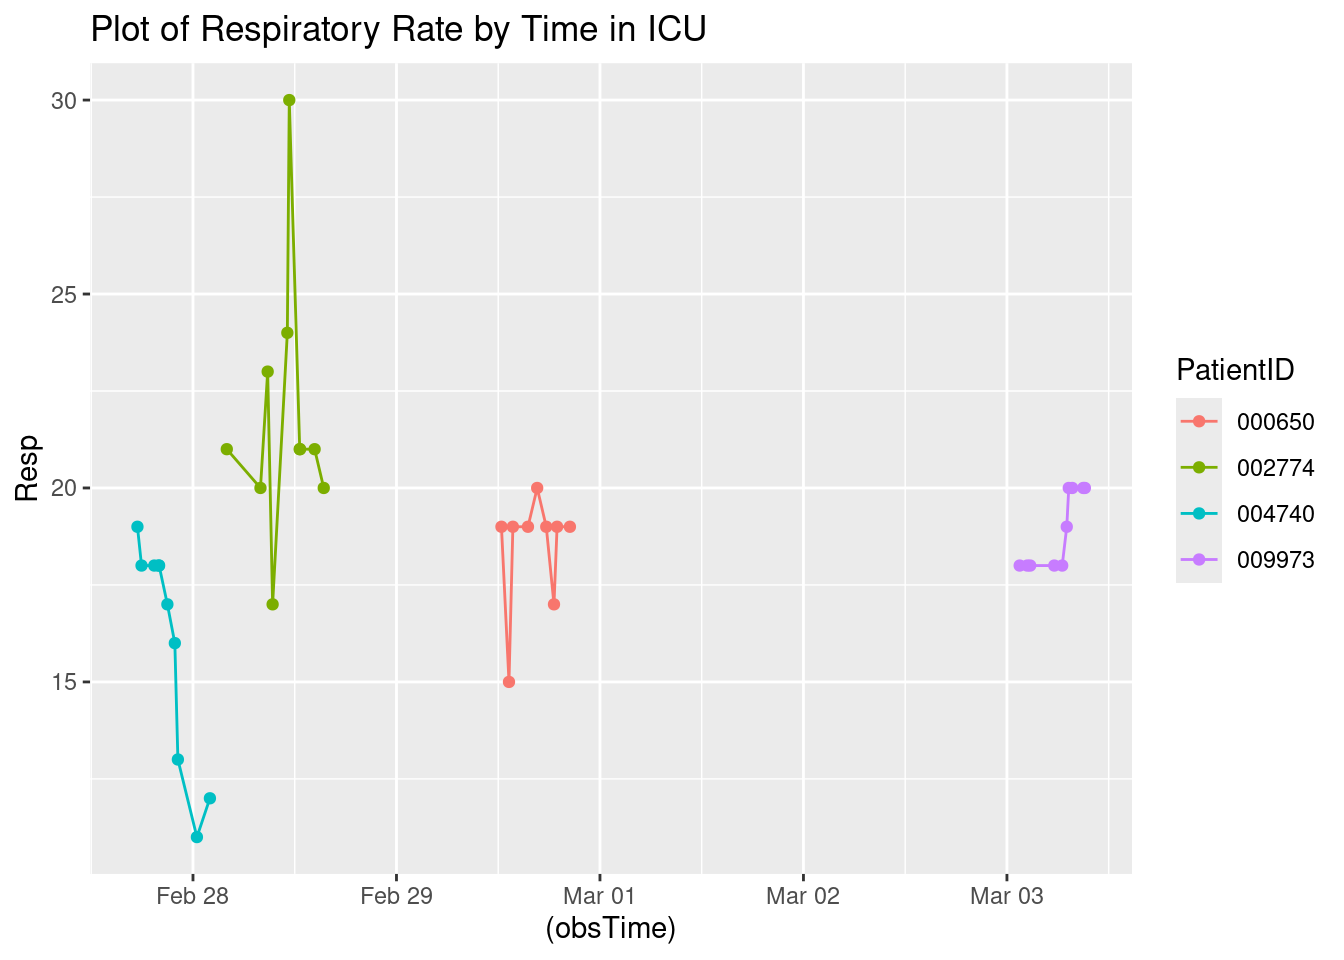 Plot of Respiratory Rate by Time in ICU
30
25
20
15
Resp
Feb 28 Feb 29 Mar 01 Mar 02 Mar 03
(obsTime)
PatientID
000650
002774
004740
009973